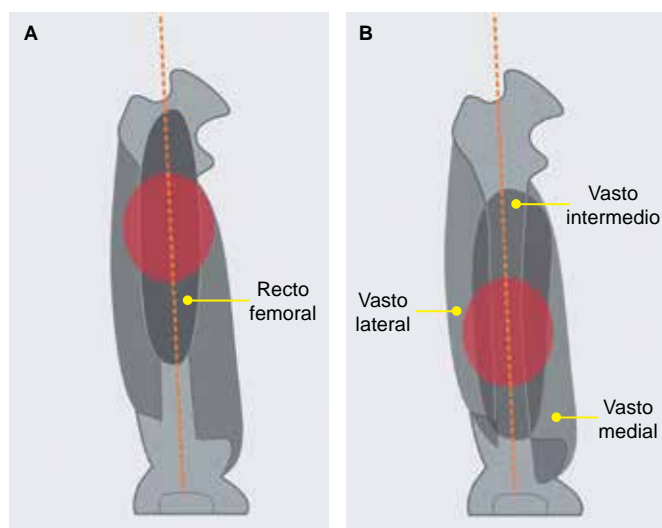 A
B
Recto
femoral
Vasto
intermedio
Vasto
lateral
Vasto
medial